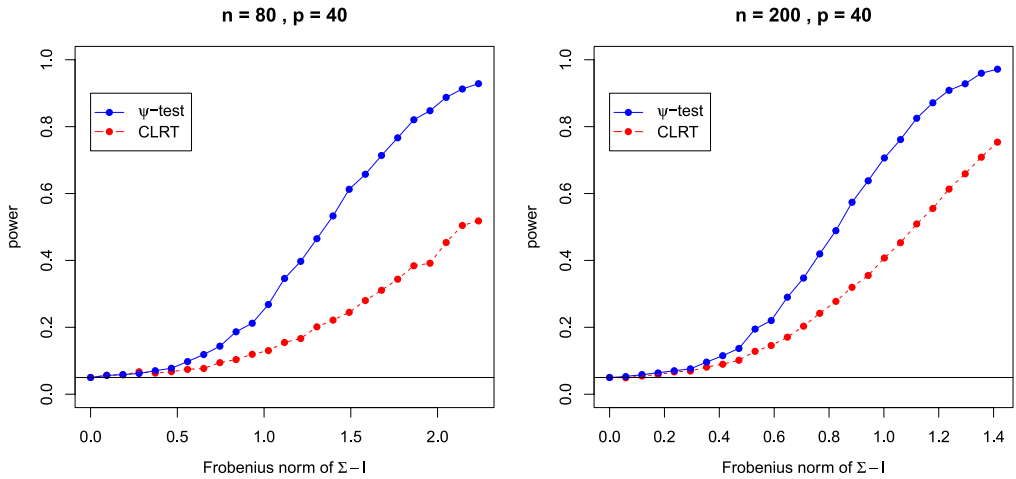 n = 80 , p = 40
power
0.0
0.2
0.4
0.6
0.8
1.0
ψ−test
CLRT
0.0 0.5 1.0 1.5 2.0
Frobenius norm of Σ−I
n = 200 , p = 40
power
0.0
0.2
0.4
0.6
0.8
1.0
ψ−test
CLRT
0.0 0.2 0.4 0.6 0.8 1.0 1.2 1.4
Frobenius norm of Σ−I